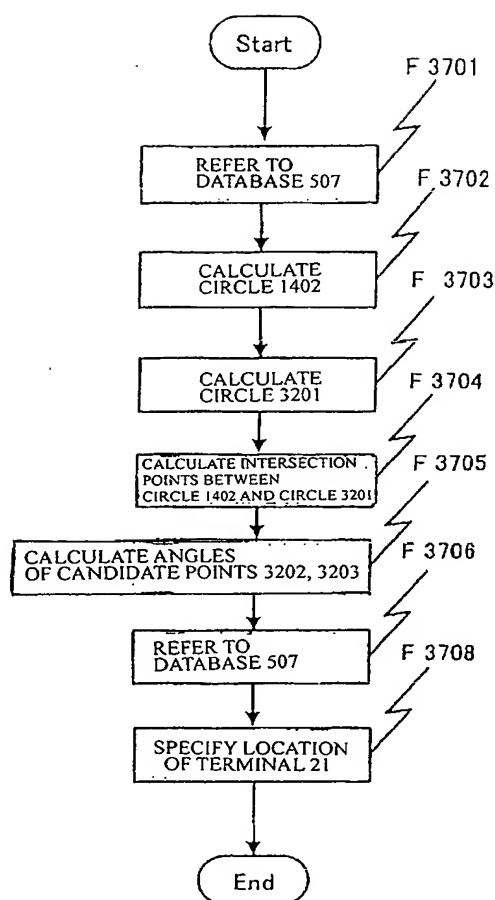 Start
F 3701
REFER TO
DATABASE 507
F 3702
CALCULATE
CIRCLE 1402
F 3703
CALCULATE
CIRCLE 3201
F 3704
CALCULATE INTERSECTION
POINTS BETWEEN
CIRCLE 1402 AND CIRCLE 3201
F 3705
CALCULATE ANGLES
OF CANDIDATE POINTS 3202, 3203
F 3706
REFER TO
DATABASE 507
F 3708
SPECIFY LOCATION
OF TERMINAL 21
End